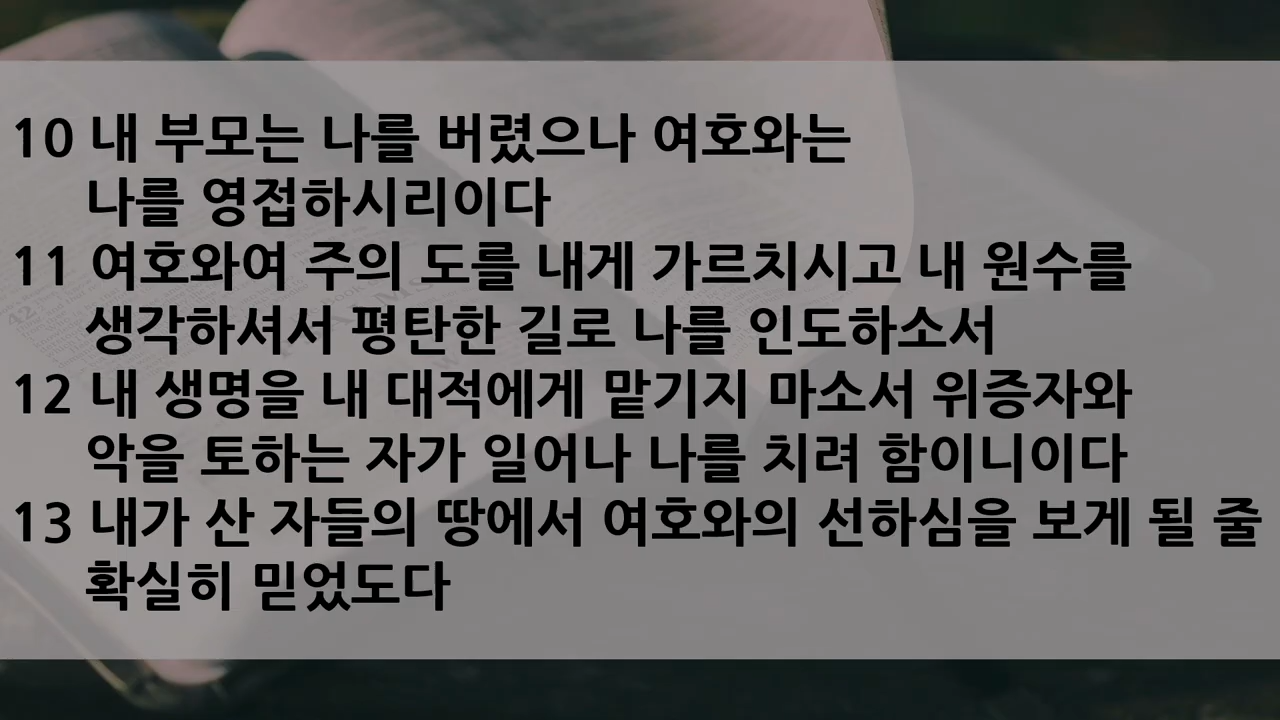 10 내 부모는 나를 버렸으나 여호와는
나를 영접하시리이다
11 여호와여 주의 도를 내게 가르치시고 내 원수를
생각하셔서 평탄한 길로 나를 인도하소서
12 내 생명을 내 대적에게 맡기지 마소서 위증자와
악을 토하는 자가 일어나 나를 치려 함이니이다
13 내가 산 자들의 땅에서 여호와의 선하심을 보게 될 줄
확실히 믿었도다